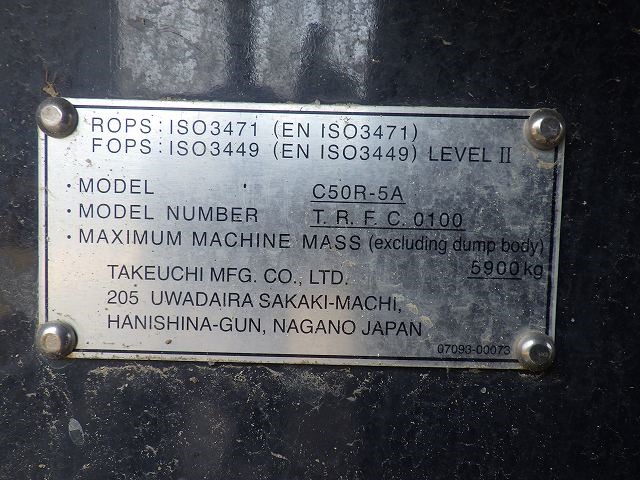 ROPS : ISO3471 (EN ISO3471)
FOPS : ISO3449 (EN ISO3449) LEVEL II
・MODEL C50R-5A
・MODEL NUMBER T. R. F C. 0100
・MAXIMUM MACHINE MASS (excluding dump body)
5900kg
TAKEUCHI MFG. CO., LTD.
205 UWADAIRA SAKAKI-MACHI,
HANISHINA-GUN, NAGANO JAPAN
07093-00073